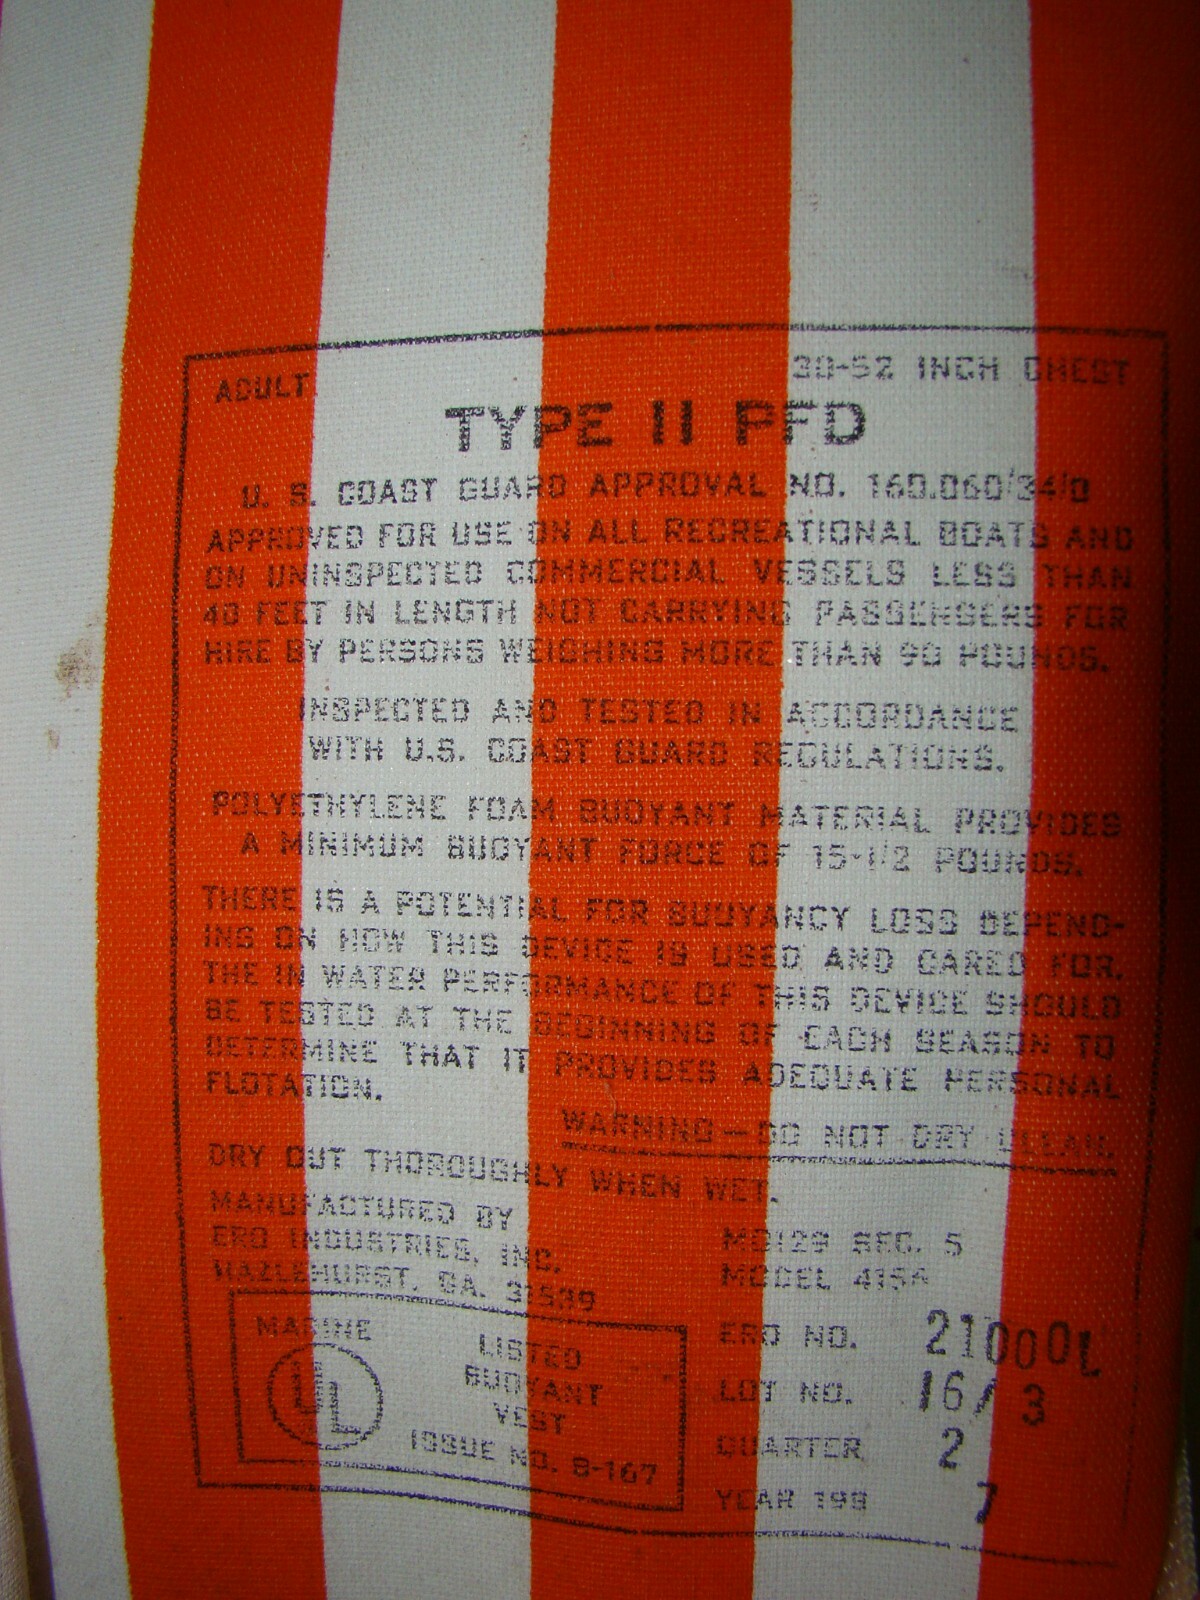 ADULT 30-52 INCH CHEST
TYPE II PFD
U. S. COAST GUARD APPROVAL NO. 160.060/34/0
APPROVED FOR USE ON ALL RECREATIONAL BOATS AND
ON UNINSPECTED COMMERCIAL VESSELS LESS THAN
40 FEET IN LENGTH NOT CARRYING PASSENGERS FOR
HIRE BY PERSONS WEIGHING MORE THAN 90 POUNDS.
INSPECTED AND TESTED IN ACCORDANCE
WITH U.S. COAST GUARD REGULATIONS.
POLYETHYLENE FOAM BUOYANT MATERIAL PROVIDES
A MINIMUM BUOYANT FORCE OF 15-1/2 POUNDS.
THERE IS A POTENTIAL FOR BUOYANCY LOSS DEPEND-
ING ON HOW THIS DEVICE IS USED AND CARED FOR.
THE IN WATER PERFORMANCE OF THIS DEVICE SHOULD
BE TESTED AT THE BEGINNING OF EACH SEASON TO
DETERMINE THAT IT PROVIDES ADEQUATE PERSONAL
FLOTATION.
WARNING - DO NOT DRY CLEAN.
DRY OUT THOROUGHLY WHEN WET.
MANUFACTURED BY
ERO INDUSTRIES, INC.
HAZLEHURST, GA. 31539
MARINE
UL
LISTED
BUOYANT
VEST
ISSUE NO. B-167
SEC. 5
MODEL
ERO NO. 21000L
LOT NO.
QUARTER 2
YEAR 199 7